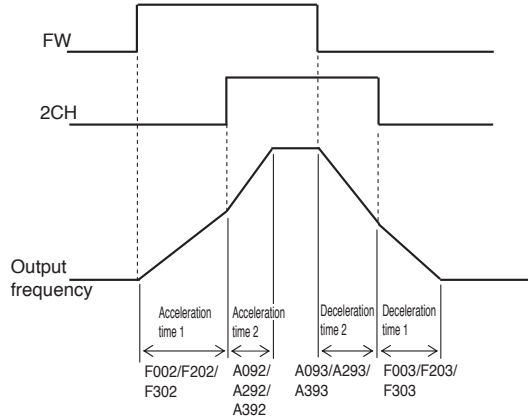 FW
2CH
Output
frequency
Acceleration
time 1
Acceleration
time 2
Deceleration
time 2
Deceleration
time 1
F002/F202/
F302
A092/
A292/
A392
A093/A293/
A393
F003/F203/
F303